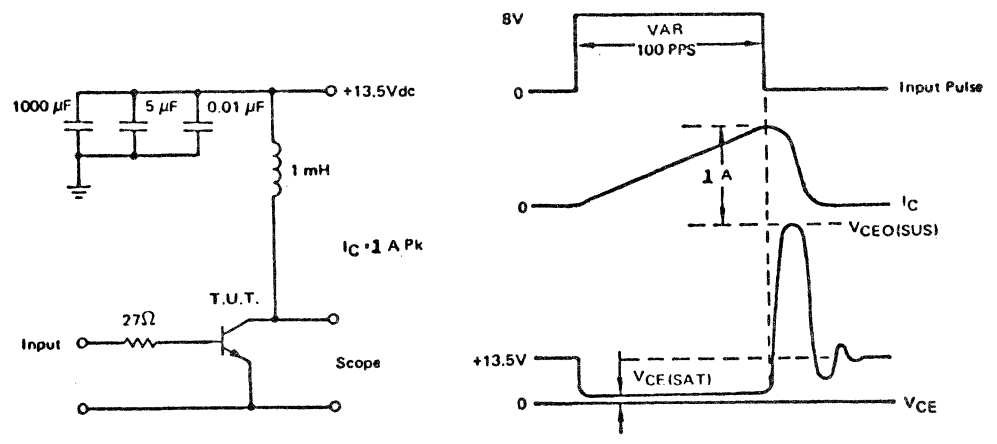 1000 µF
5 µF
0.01 µF
+13.5Vdc
1 mH
I_C • 1 A Pk
T.U.T.
27Ω
Input
Scope
8V
VAR
100 PPS
0
Input Pulse
1 A
0
I_C
V_CEO(SUS)
+13.5V
V_CE(SAT)
0
V_CE